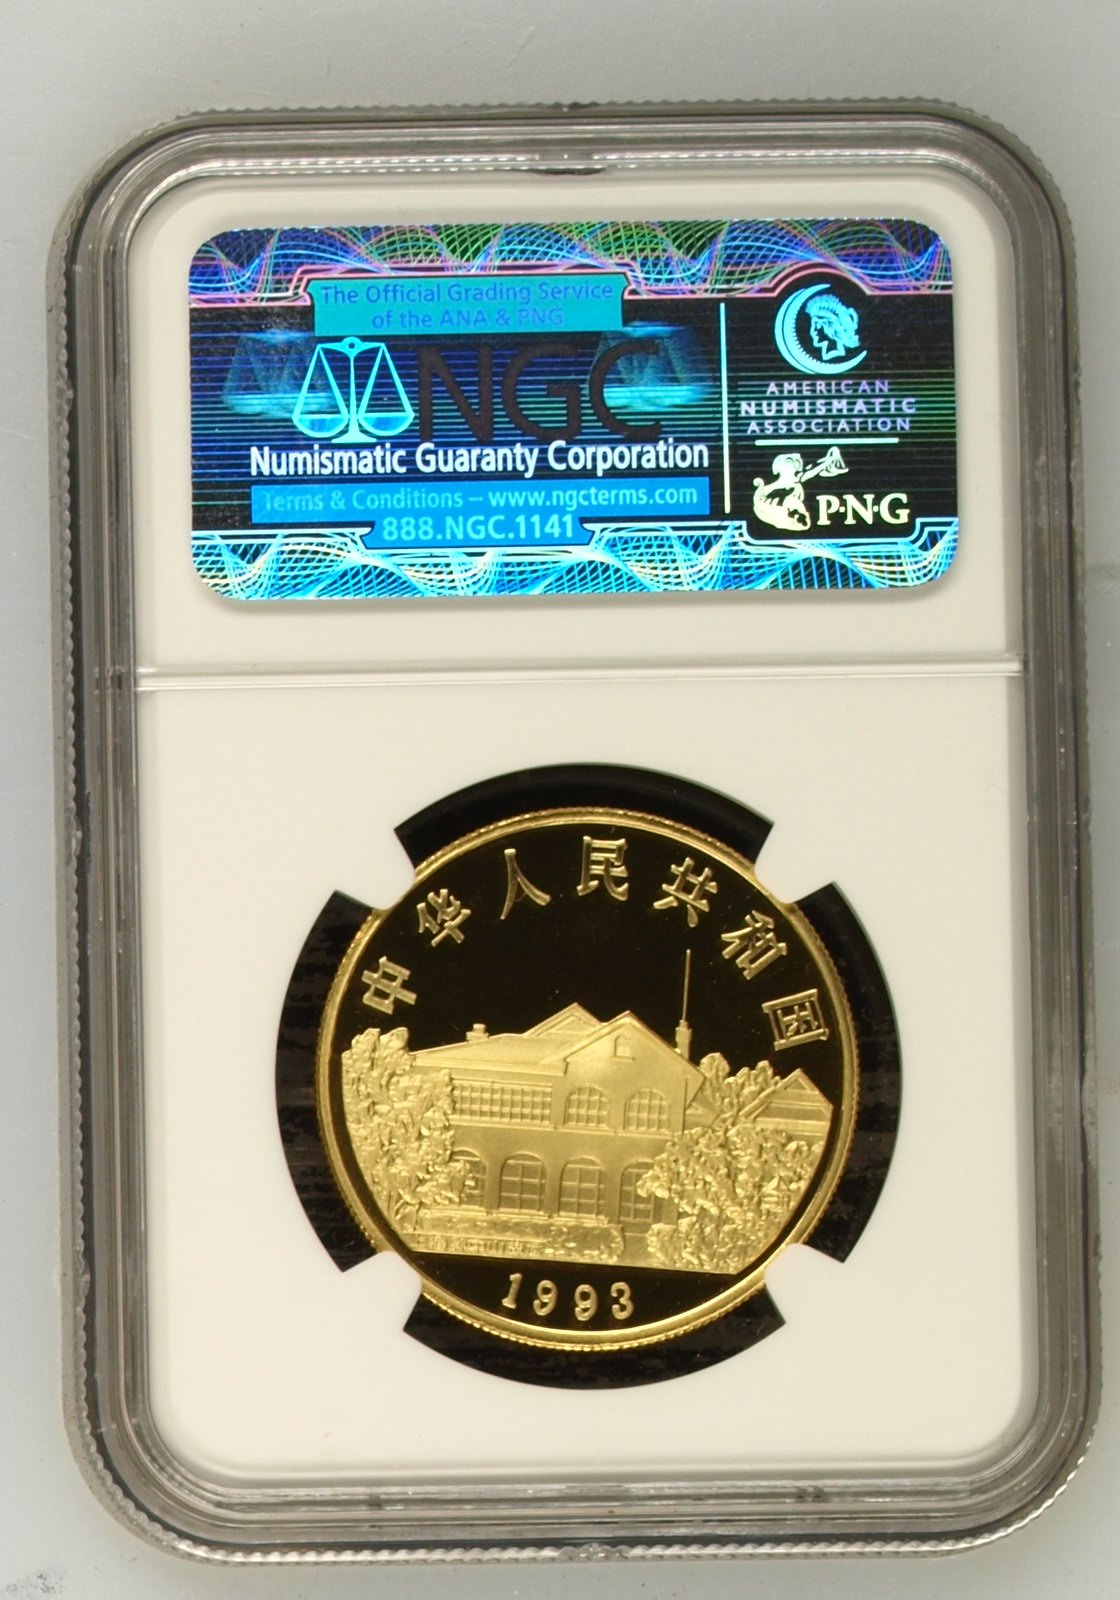 The Official Grading Service
of the ANA & PNG
NGC
Numismatic Guaranty Corporation
Terms & Conditions – www.ngcterms.com
888.NGC.1141
AMERICAN
NUMISMATIC
ASSOCIATION
P·N·G
中华人民共和国
1993